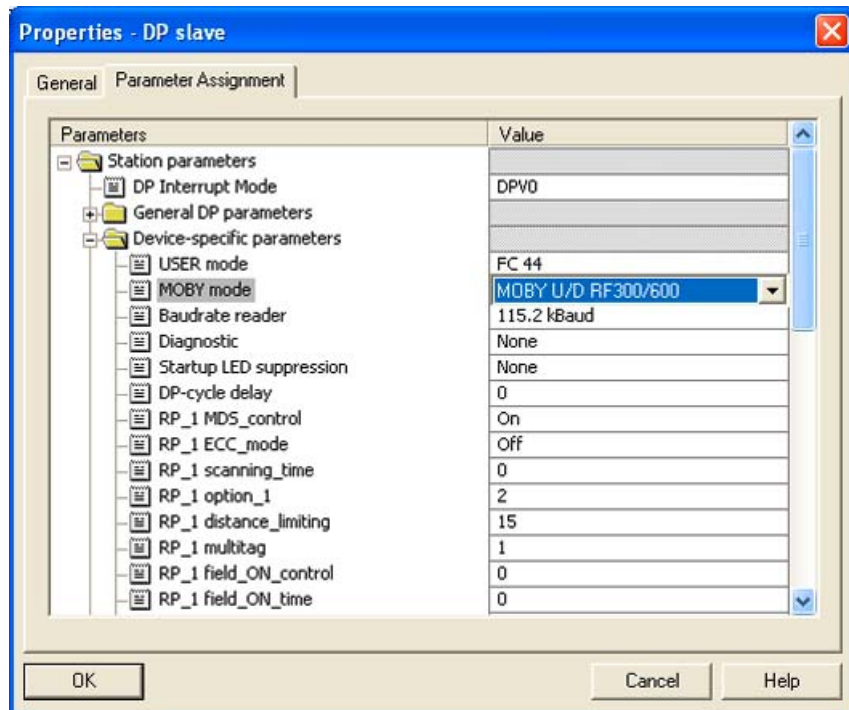 Properties - DP slave
General Parameter Assignment
Parameters Value
Station parameters
DP Interrupt Mode DPV0
General DP parameters
Device-specific parameters
USER mode FC 44
MOBY mode MOBY U/D RF300/600
Baudrate reader 115.2 kBaud
Diagnostic None
Startup LED suppression None
DP-cycle delay 0
RP_1 MDS_control On
RP_1 ECC_mode Off
RP_1 scanning_time 0
RP_1 option_1 2
RP_1 distance_limiting 15
RP_1 multitag 1
RP_1 field_ON_control 0
RP_1 field_ON_time 0
OK Cancel Help